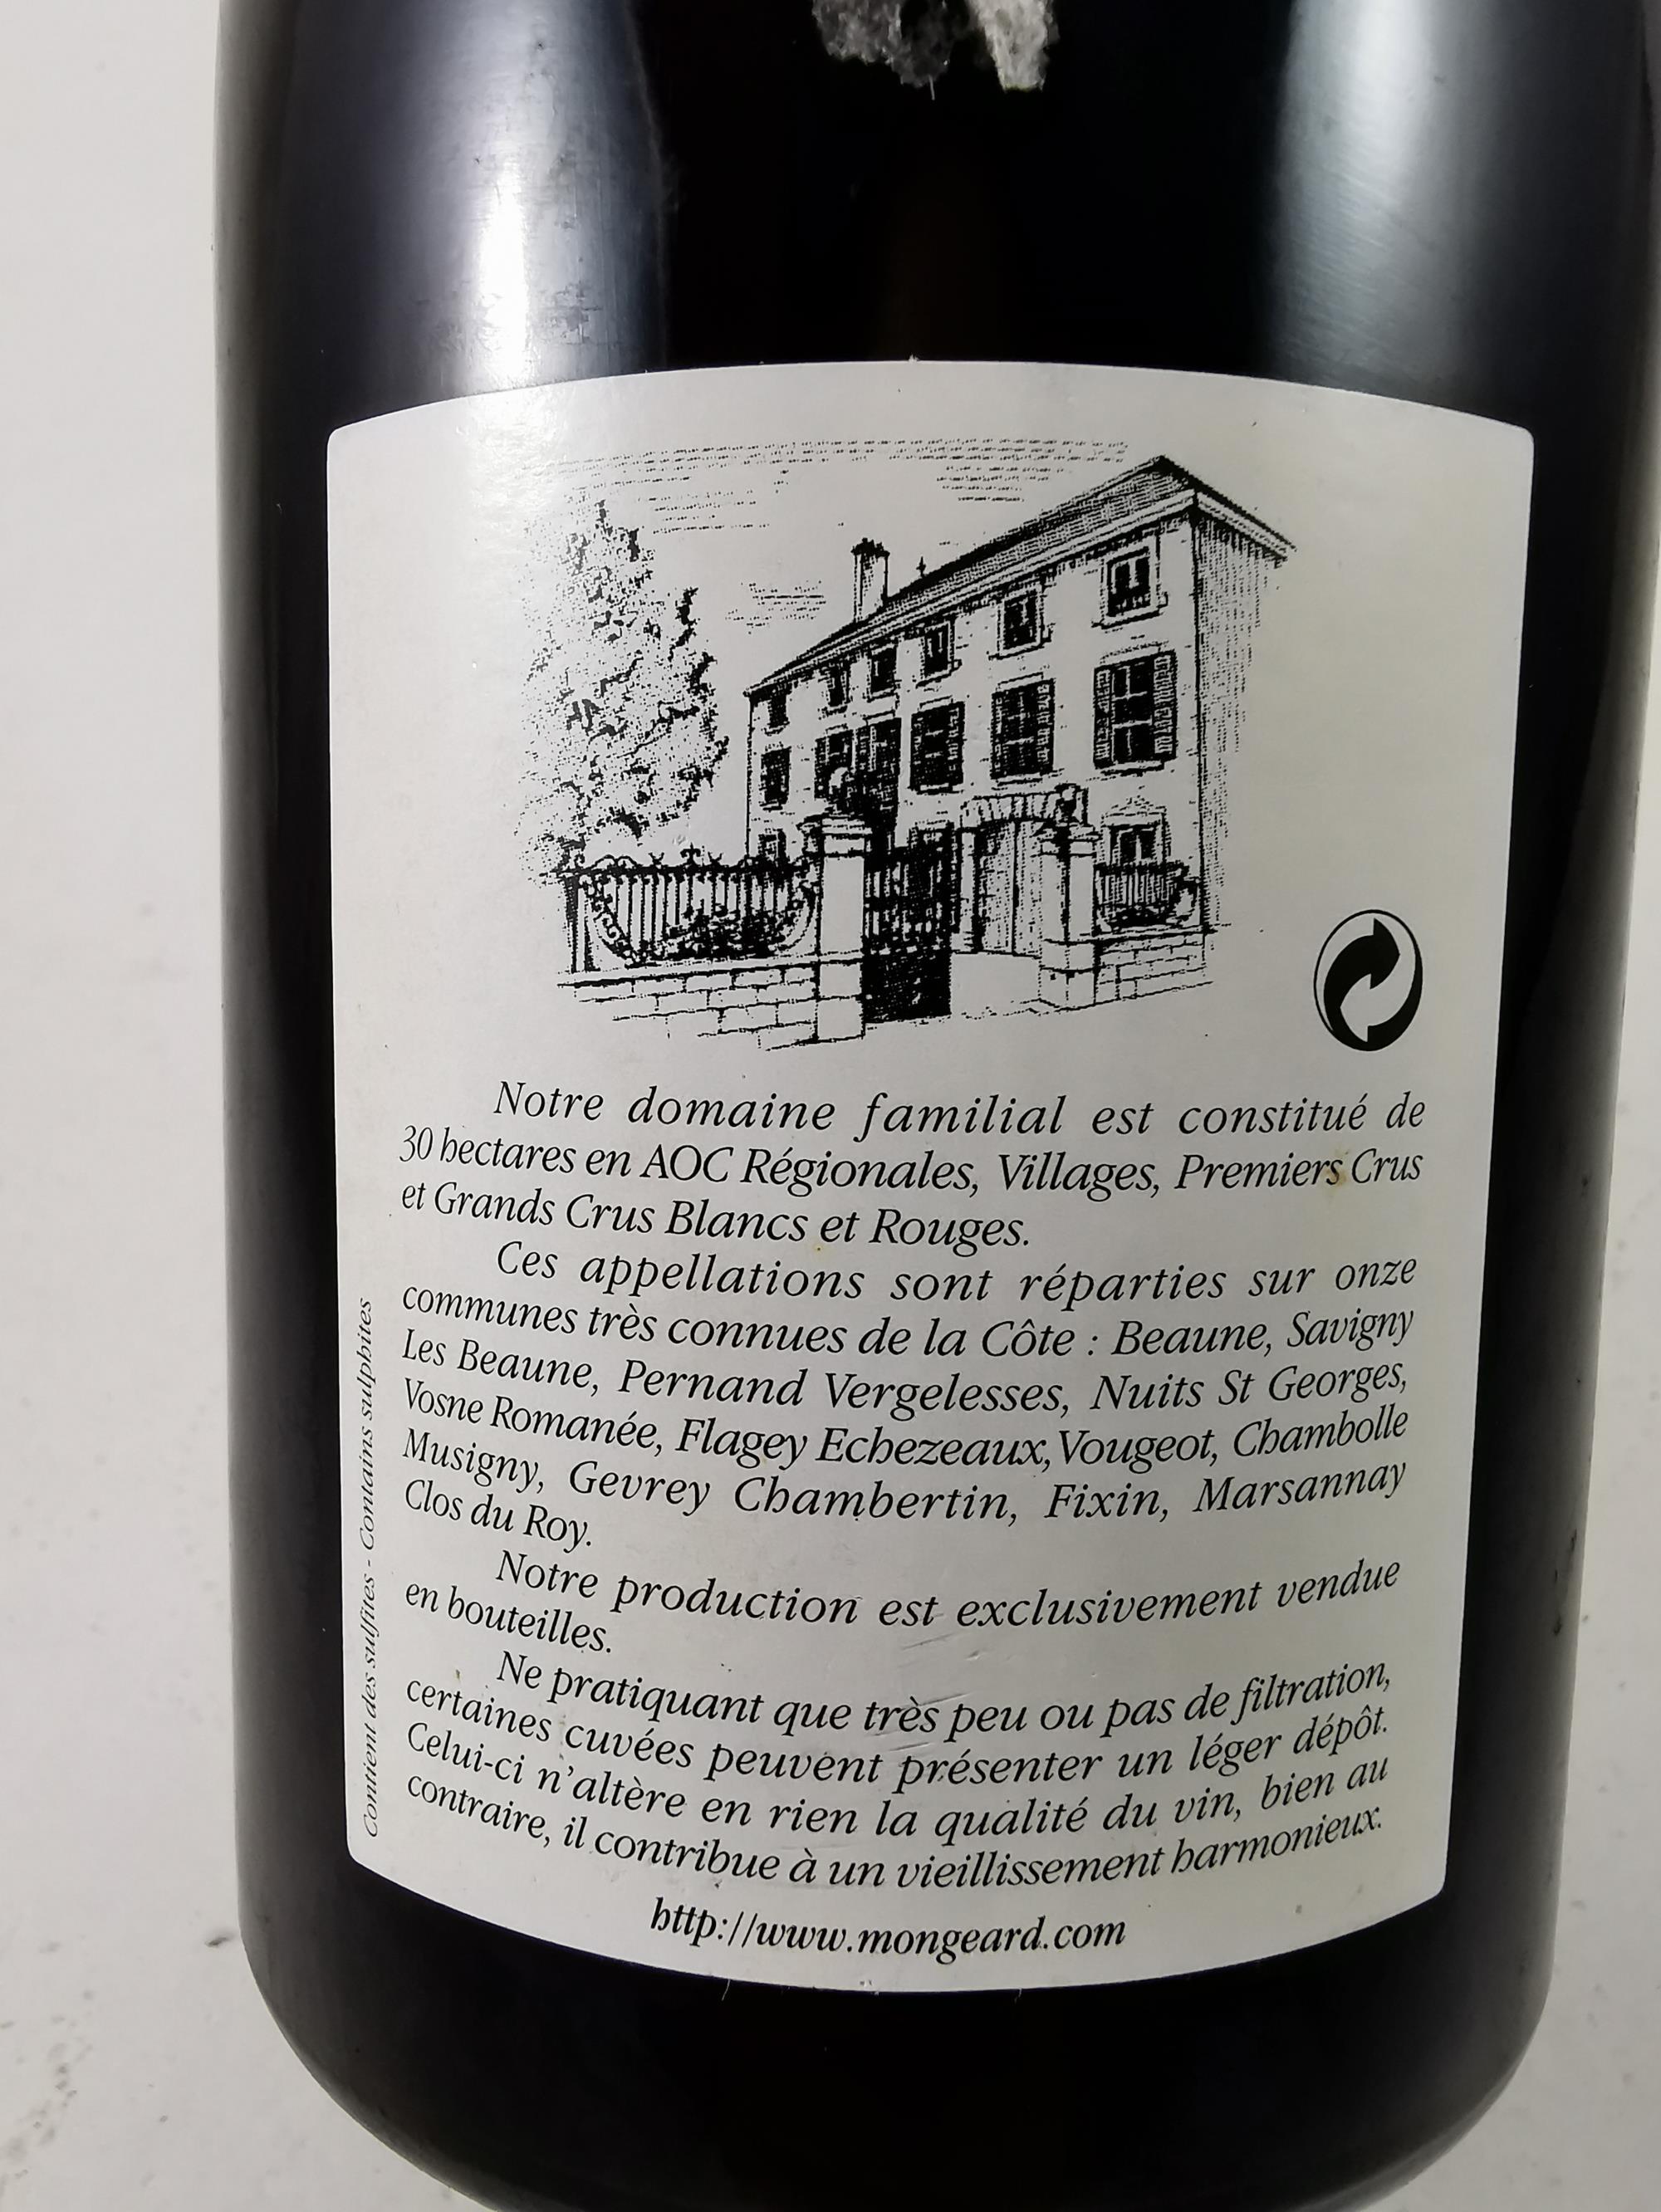 Notre domaine familial est constitué de
30 hectares en AOC Régionales, Villages, Premiers Crus
et Grands Crus Blancs et Rouges.
Ces appellations sont réparties sur onze
communes très connues de la Côte : Beaune, Savigny
Les Beaune, Pernand Vergelesses, Nuits St Georges,
Vosne Romanée, Flagey Echezeaux, Vougeot, Chambolle
Musigny, Gevrey Chambertin, Fixin, Marsannay
Clos du Roy.
Notre production est exclusivement vendue
en bouteilles.
Ne pratiquant que très peu ou pas de filtration,
certaines cuvées peuvent présenter un léger dépôt.
Celui-ci n'altère en rien la qualité du vin, bien au
contraire, il contribue à un vieillissement harmonieux.
http://www.mongeard.com
Contient des sulfites - Contains sulphites